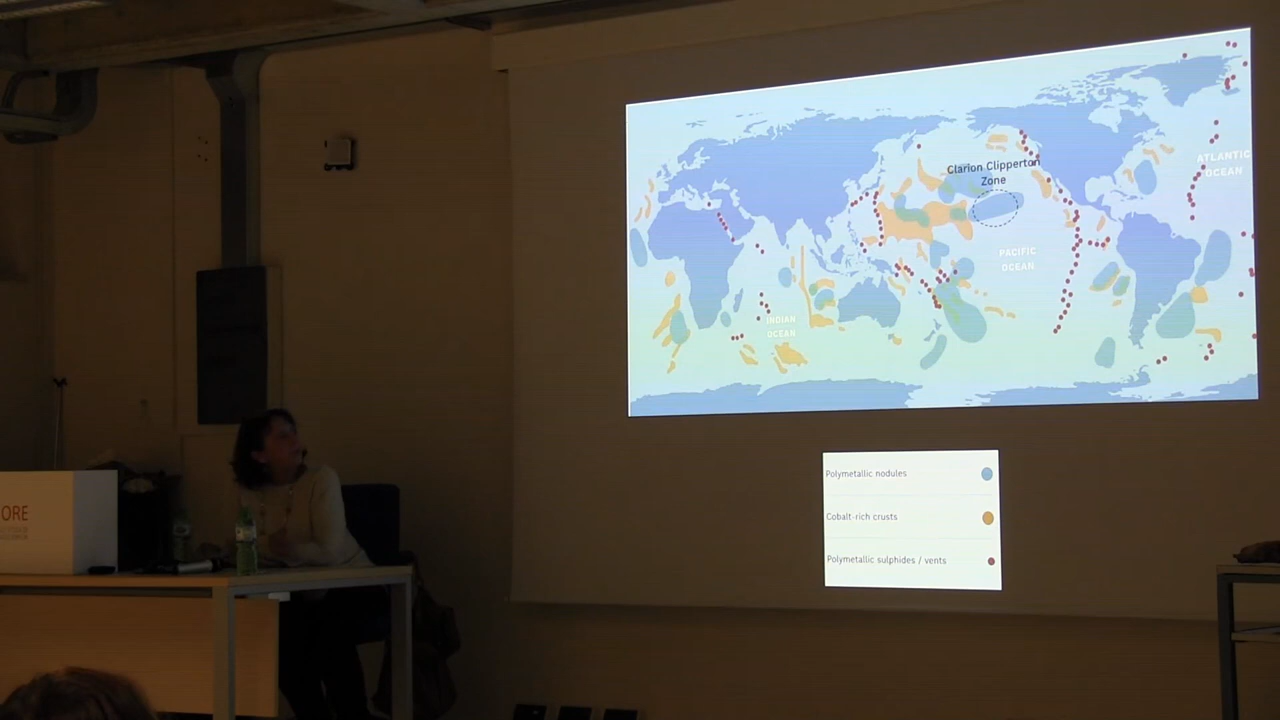 Clarion Clipperton
Zone
ATLANTIC
OCEAN
PACIFIC
OCEAN
INDIAN
OCEAN
Polymetallic nodules
Cobalt-rich crusts
Polymetallic sulphides / vents
ORE